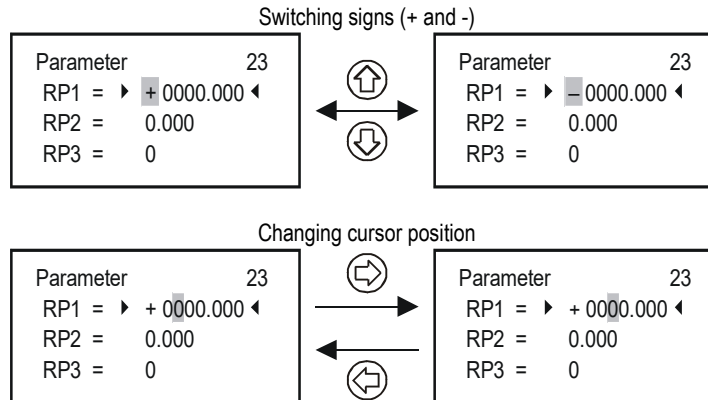 Switching signs (+ and -)
Parameter 23
RP1 = ▶ + 0000.000 ◀
RP2 = 0.000
RP3 = 0
Parameter 23
RP1 = ▶ – 0000.000 ◀
RP2 = 0.000
RP3 = 0
Changing cursor position
Parameter 23
RP1 = ▶ + 0000.000 ◀
RP2 = 0.000
RP3 = 0
Parameter 23
RP1 = ▶ + 0000.000 ◀
RP2 = 0.000
RP3 = 0